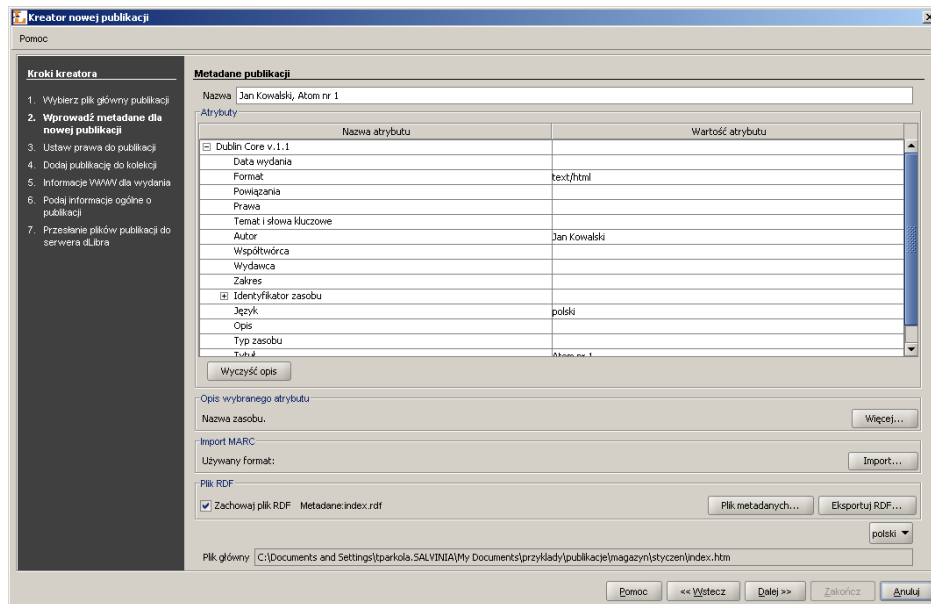 Kreator nowej publikacji
Pomoc
Kroki kreatora
1. Wybierz plik główny publikacji
2. Wprowadź metadane dla
nowej publikacji
3. Ustaw prawa do publikacji
4. Dodaj publikację do kolekcji
5. Informacje WWW dla wydania
6. Podaj informacje ogólne o
publikacji
7. Przesłanie plików publikacji do
serwera dLibra
Metadane publikacji
Nazwa Jan Kowalski, Atom nr 1
Atrybuty
Nazwa atrybutu Wartość atrybutu
Dublin Core v.1.1
Data wydania
Format text/html
Powiązania
Prawa
Temat i słowa kluczowe
Autor Jan Kowalski
Współtwórca
Wydawca
Zakres
Identyfikator zasobu
Język polski
Opis
Typ zasobu
Tytuł Atom nr 1
Wyczyść opis
Opis wybranego atrybutu
Nazwa zasobu. Więcej...
Import MARC
Używany format: Import...
Plik RDF
Zachowaj plik RDF Metadane:index.rdf Plik metadanych... Eksportuj RDF...
polski
Plik główny C:\Documents and Settings\tparkola.SALVINIA\My Documents\przyklady\publikacje\magazyn\styczen\index.htm
Pomoc << Wstecz Dalej >> Zakończ Anuluj